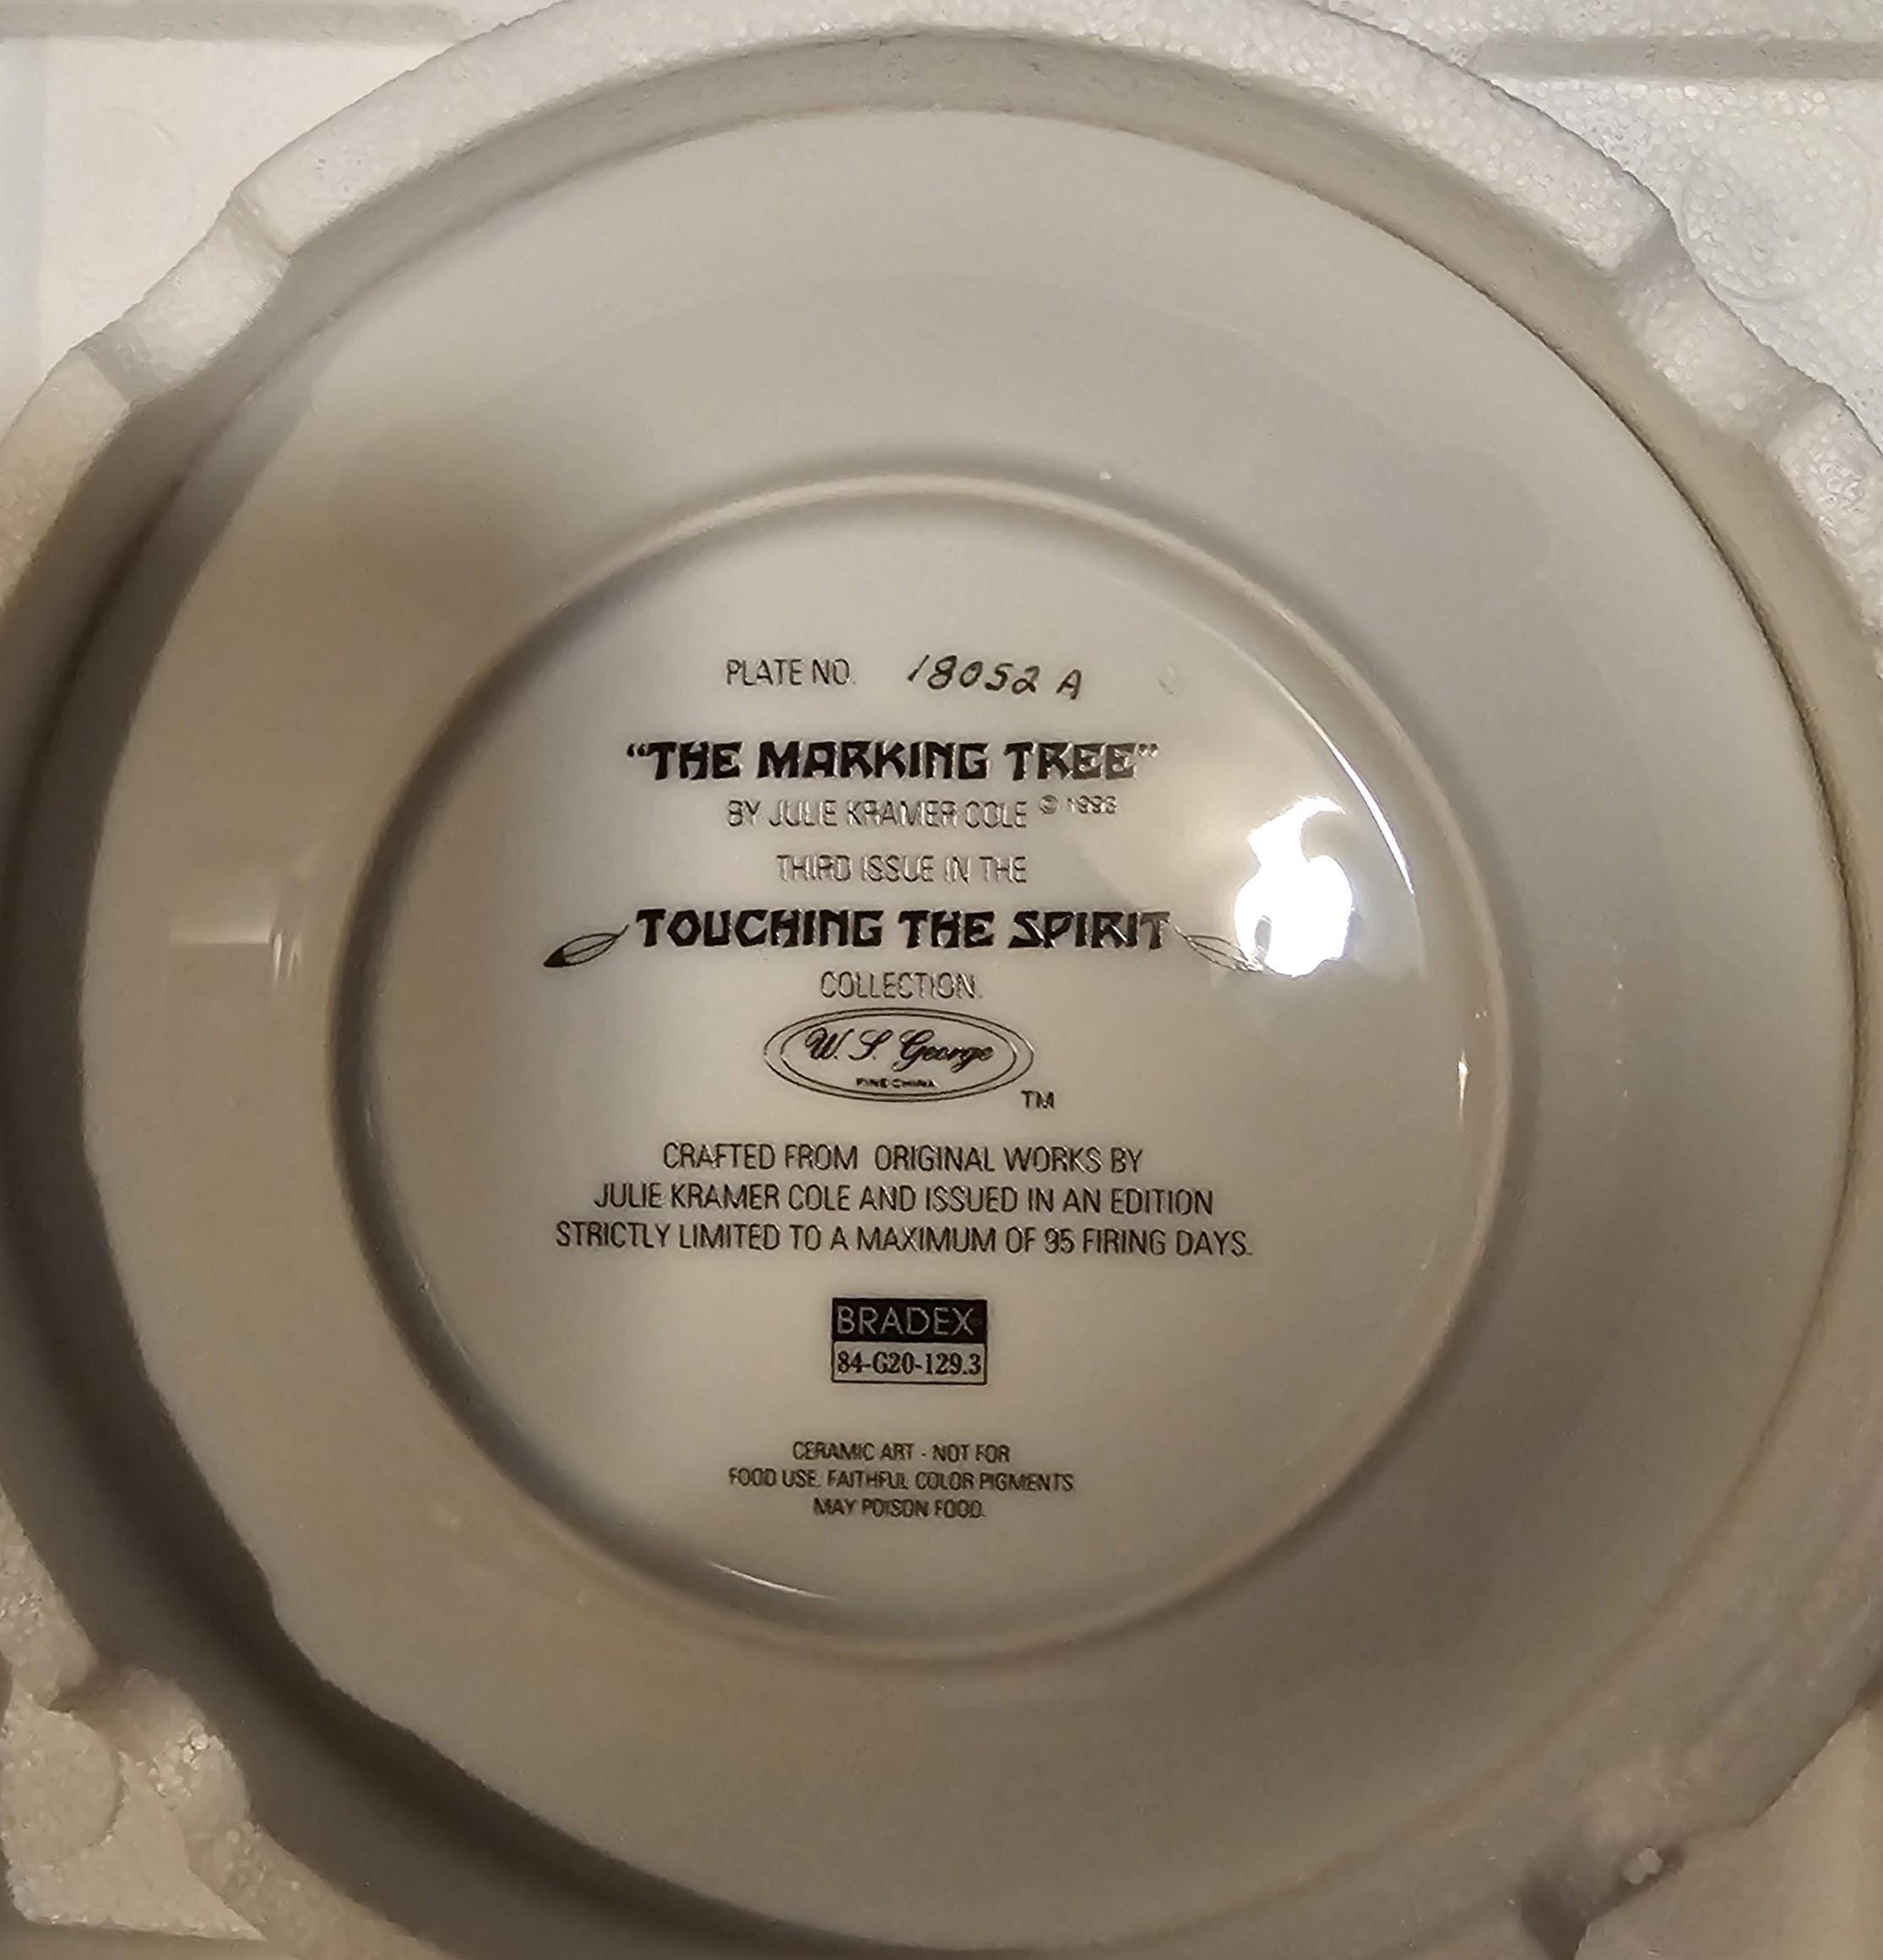 PLATE NO. 18052 A
"THE MARKING TREE"
BY JULIE KRAMER COLE ©
THIRD ISSUE IN THE
TOUCHING THE SPIRIT
COLLECTION.
W. S. George
FINE CHINA
TM
CRAFTED FROM ORIGINAL WORKS BY
JULIE KRAMER COLE AND ISSUED IN AN EDITION
STRICTLY LIMITED TO A MAXIMUM OF 95 FIRING DAYS.
BRADEX
84-G20-129.3
CERAMIC ART - NOT FOR
FOOD USE. FAITHFUL COLOR PIGMENTS
MAY POISON FOOD.